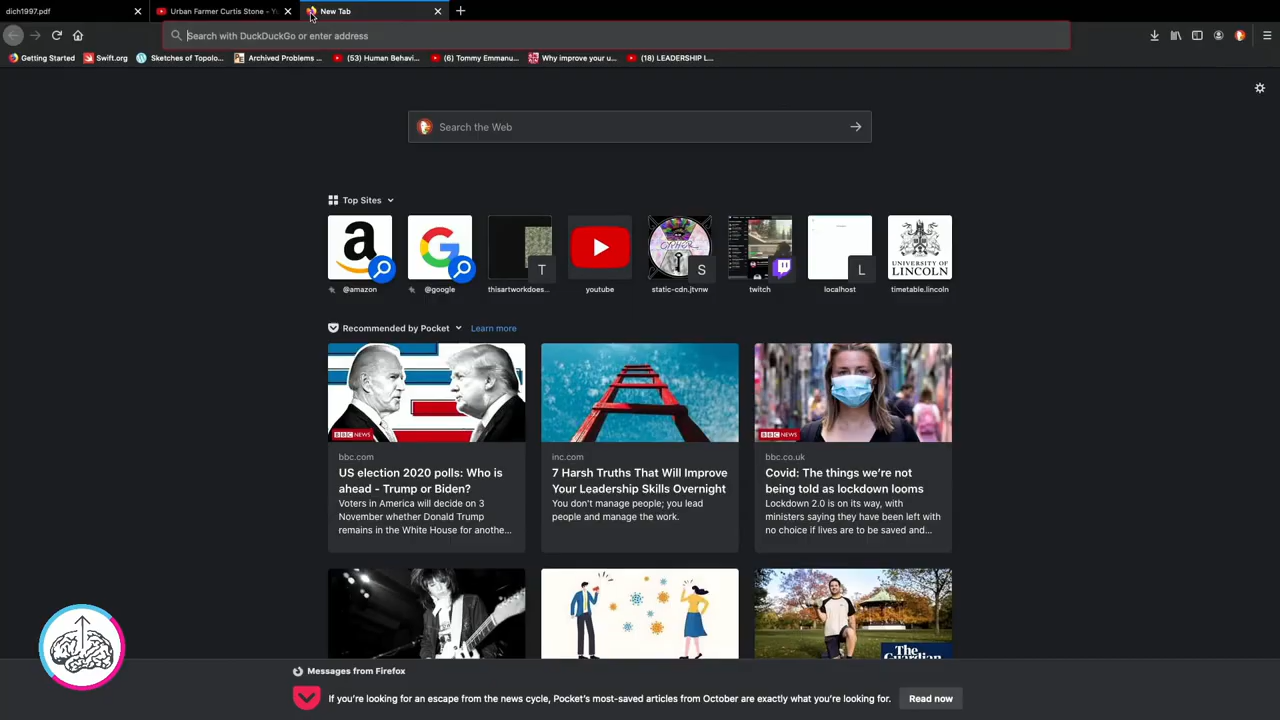 dich1997.pdf
Urban Farmer Curtis Stone - Y
New Tab
Search with DuckDuckGo or enter address
Getting Started
Swift.org
Sketches of Topolo...
Archived Problems ...
(53) Human Behavi...
(6) Tommy Emmanu...
Why improve your u...
(18) LEADERSHIP L...
Search the Web
Top Sites
T
S
L
UNIVERSITY OF
LINCOLN
@amazon
@google
thisartworkdoes...
youtube
static-cdn.jtvnw
twitch
localhost
timetable.lincoln
Recommended by Pocket
Learn more
BBC NEWS
bbc.com
US election 2020 polls: Who is
ahead - Trump or Biden?
Voters in America will decide on 3
November whether Donald Trump
remains in the White House for anothe...
inc.com
7 Harsh Truths That Will Improve
Your Leadership Skills Overnight
You don't manage people; you lead
people and manage the work.
BBC NEWS
bbc.co.uk
Covid: The things we're not
being told as lockdown looms
Lockdown 2.0 is on its way, with
ministers saying they have been left with
no choice if lives are to be saved and...
The
Guardian
Messages from Firefox
If you're looking for an escape from the news cycle, Pocket's most-saved articles from October are exactly what you're looking for.
Read now